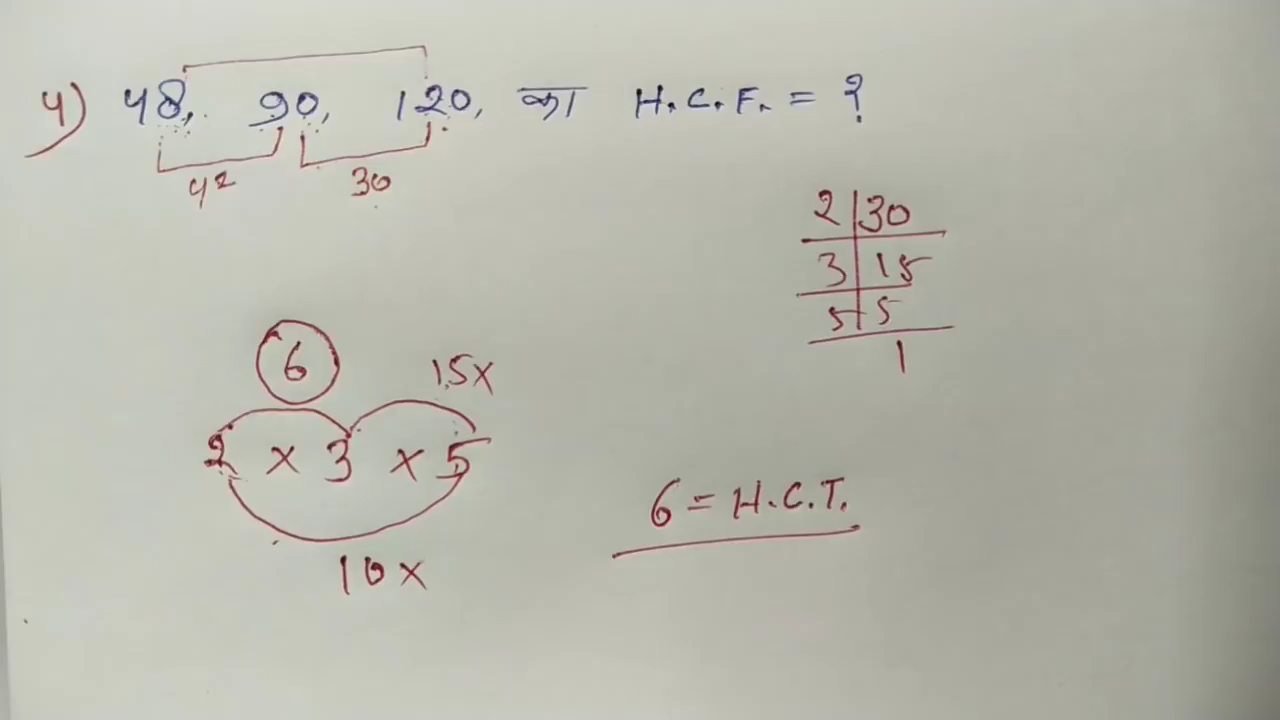 4) 48, 90, 120, का H.C.F. = ?
42 30
2 30
3 15
5 5
1
6 15x
2 x 3 x 5
10x
6 = H.C.T.